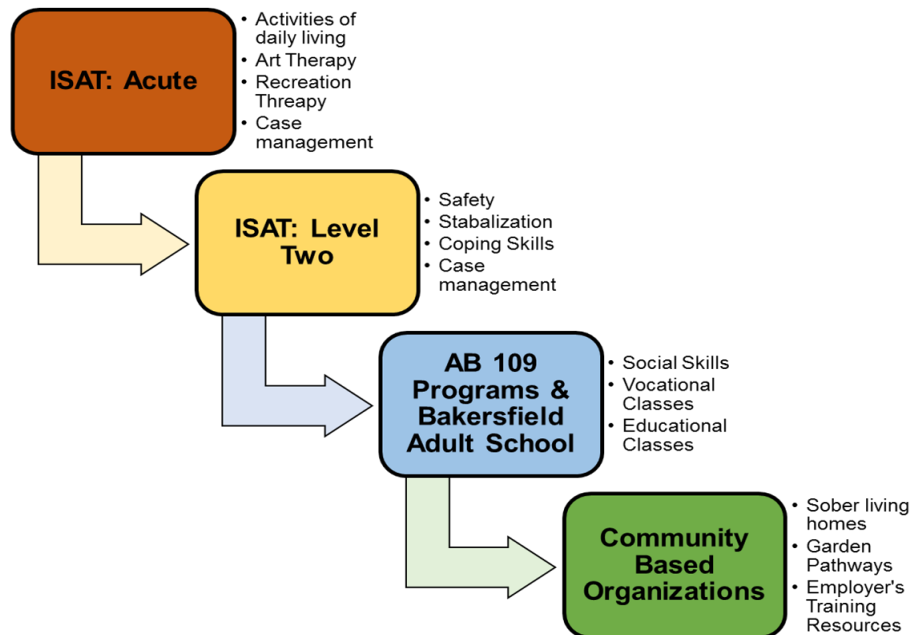 ISAT: Acute
• Activities of
daily living
• Art Therapy
• Recreation
Threapy
• Case
management
ISAT: Level
Two
• Safety
• Stabalization
• Coping Skills
• Case
management
AB 109
Programs &
Bakersfield
Adult School
• Social Skills
• Vocational
Classes
• Educational
Classes
Community
Based
Organizations
• Sober living
homes
• Garden
Pathways
• Employer's
Training
Resources